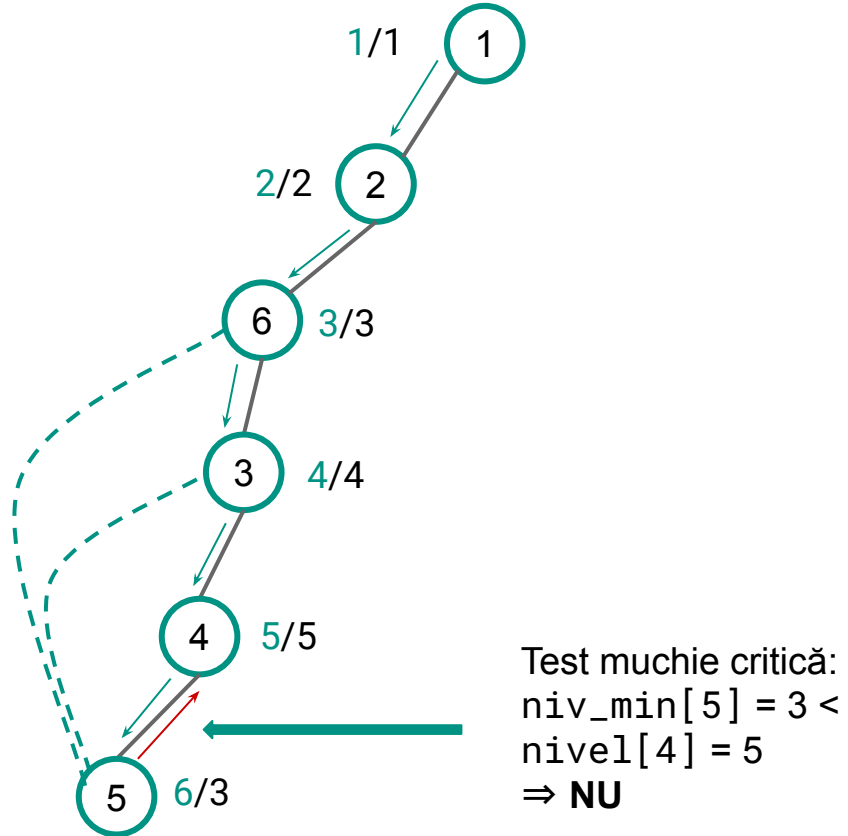 1/1 1
2/2 2
6 3/3
3 4/4
4 5/5
Test muchie critică:
niv_min[5] = 3 <
nivel[4] = 5
⇒ NU
5 6/3